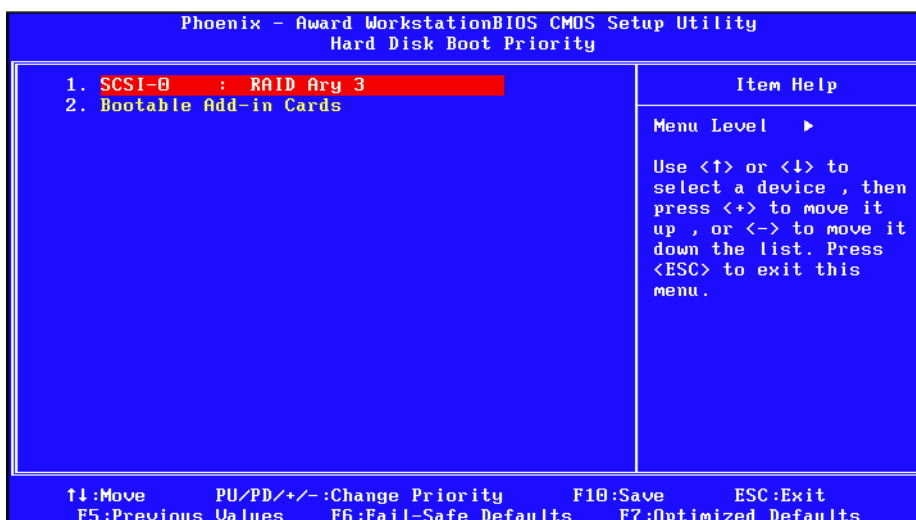 Phoenix - Award WorkstationBIOS CMOS Setup Utility
Hard Disk Boot Priority
1. SCSI-0 : RAID Ary 3
2. Bootable Add-in Cards
Item Help
Menu Level ▶
Use <↑> or <↓> to
select a device , then
press <+> to move it
up , or <-> to move it
down the list. Press
<ESC> to exit this
menu.
↑↓:Move PU/PD/+/-:Change Priority F10:Save ESC:Exit
F5:Previous Values F6:Fail-Safe Defaults F7:Optimized Defaults